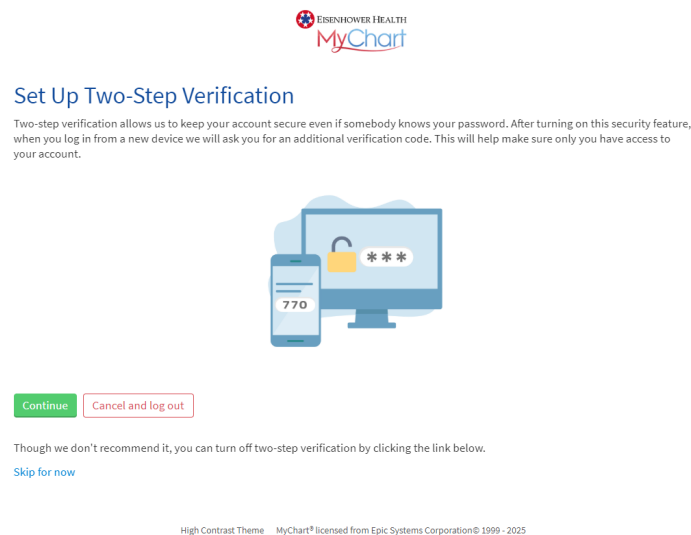 EISENHOWER HEALTH
MyChart
Set Up Two-Step Verification
Two-step verification allows us to keep your account secure even if somebody knows your password. After turning on this security feature,
when you log in from a new device we will ask you for an additional verification code. This will help make sure only you have access to
your account.
***
770
Continue
Cancel and log out
Though we don't recommend it, you can turn off two-step verification by clicking the link below.
Skip for now
High Contrast Theme MyChart® licensed from Epic Systems Corporation© 1999 - 2025